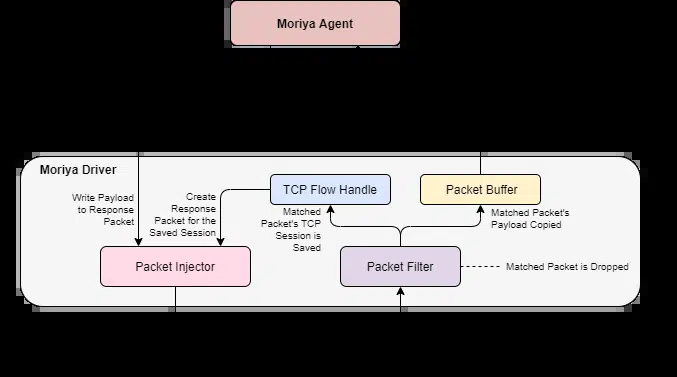 Moriya Agent
Moriya Driver
Write Payload
to Response
Packet
Create
Response
Packet for the
Saved Session
TCP Flow Handle
Matched
Packet's TCP
Session is
Saved
Packet Buffer
Matched Packet's
Payload Copied
Packet Injector
Packet Filter
Matched Packet is Dropped